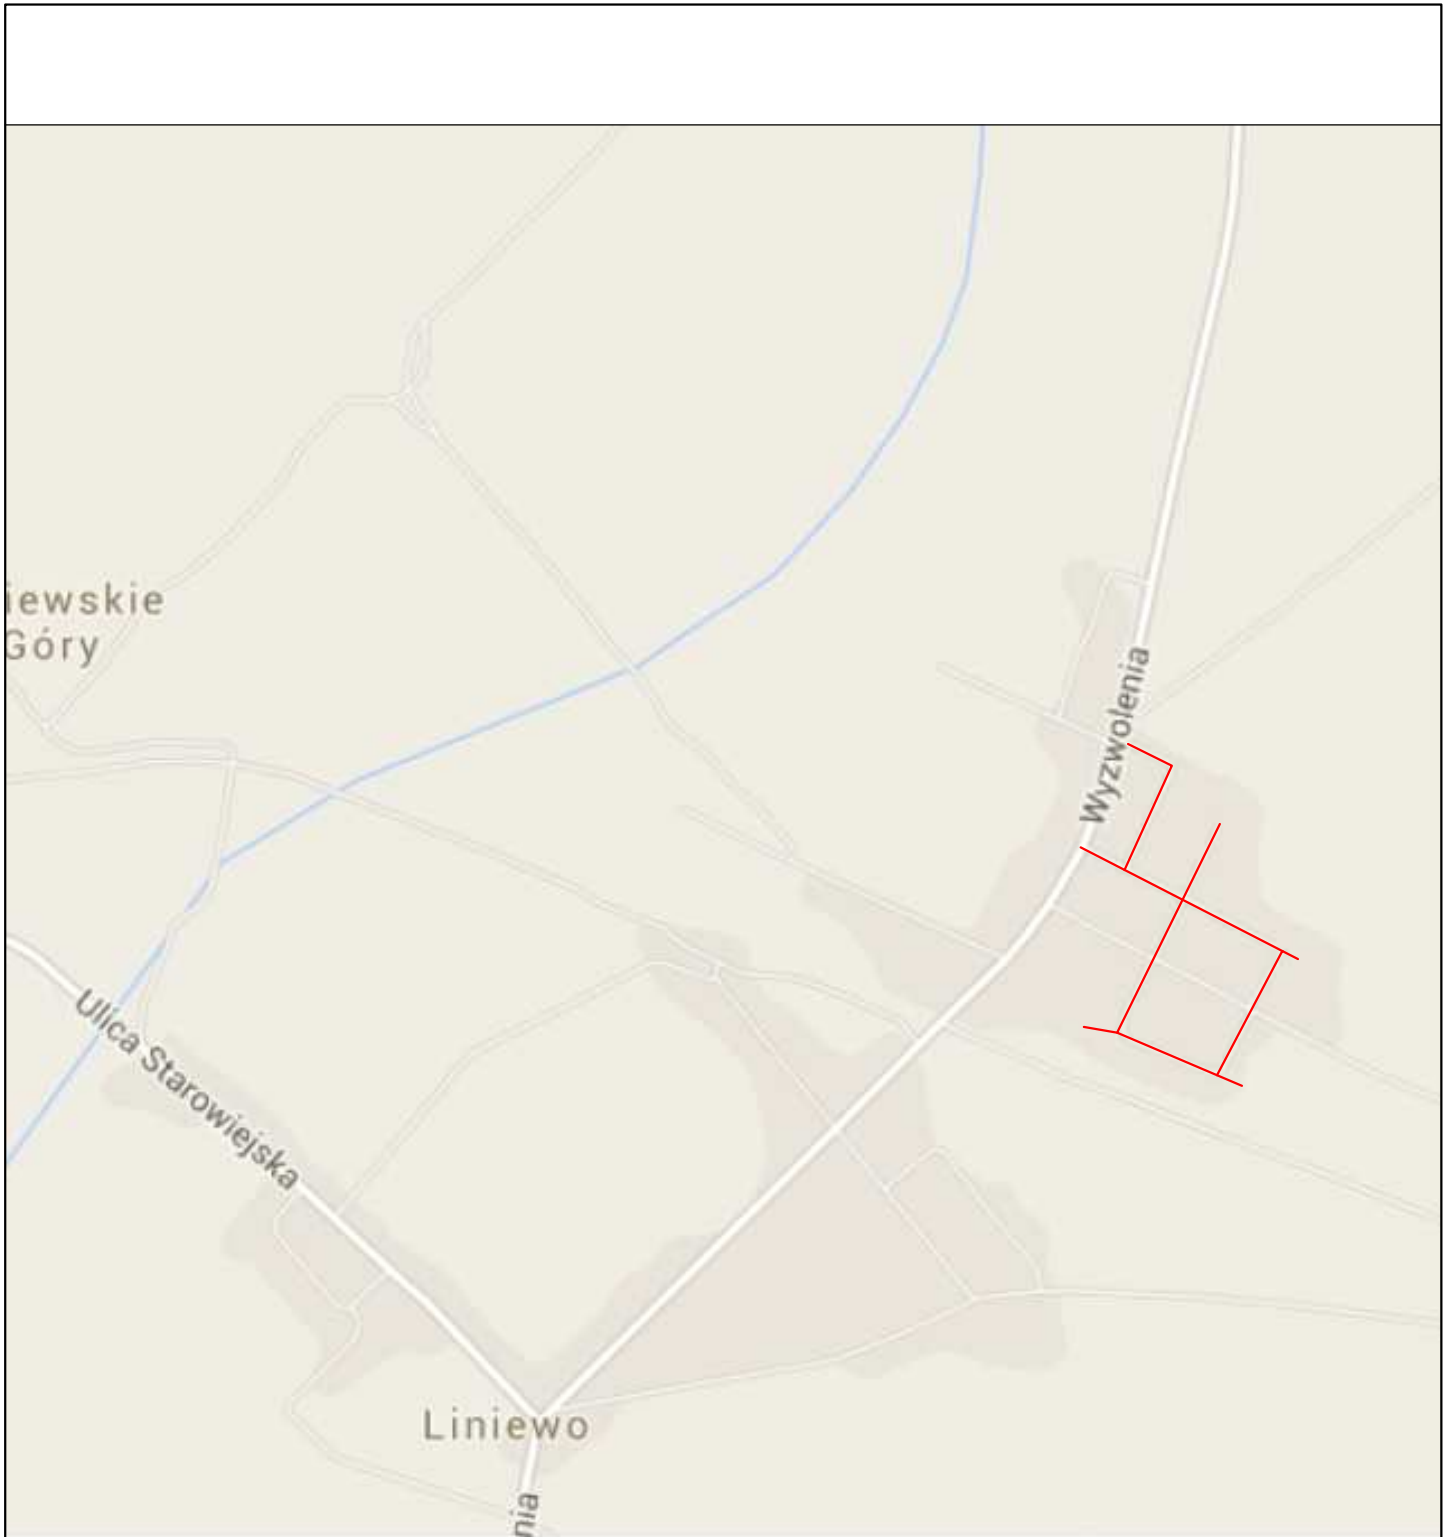 iewskie
Góry
Wyzwolenia
Ulica Starowiejska
Liniewo
nia